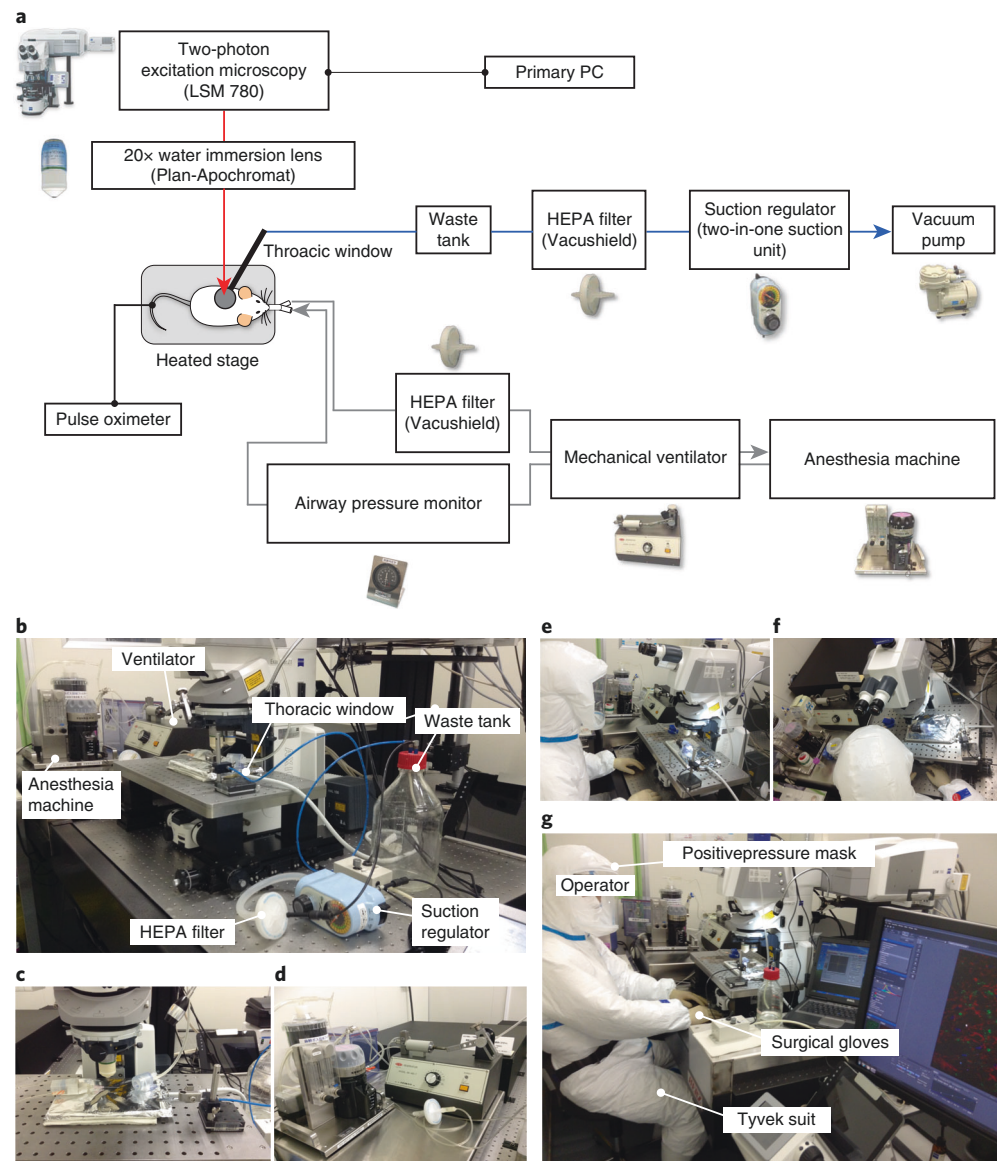 a
Two-photon
excitation microscopy
(LSM 780)
Primary PC
20× water immersion lens
(Plan-Apochromat)
Throacic window
Waste
tank
HEPA filter
(Vacushield)
Suction regulator
(two-in-one suction
unit)
Vacuum
pump
Heated stage
Pulse oximeter
HEPA filter
(Vacushield)
Airway pressure monitor
Mechanical ventilator
Anesthesia machine
b
Ventilator
Thoracic window
Waste tank
Anesthesia
machine
HEPA filter
Suction
regulator
c
d
e
f
g
Positivepressure mask
Operator
Surgical gloves
Tyvek suit